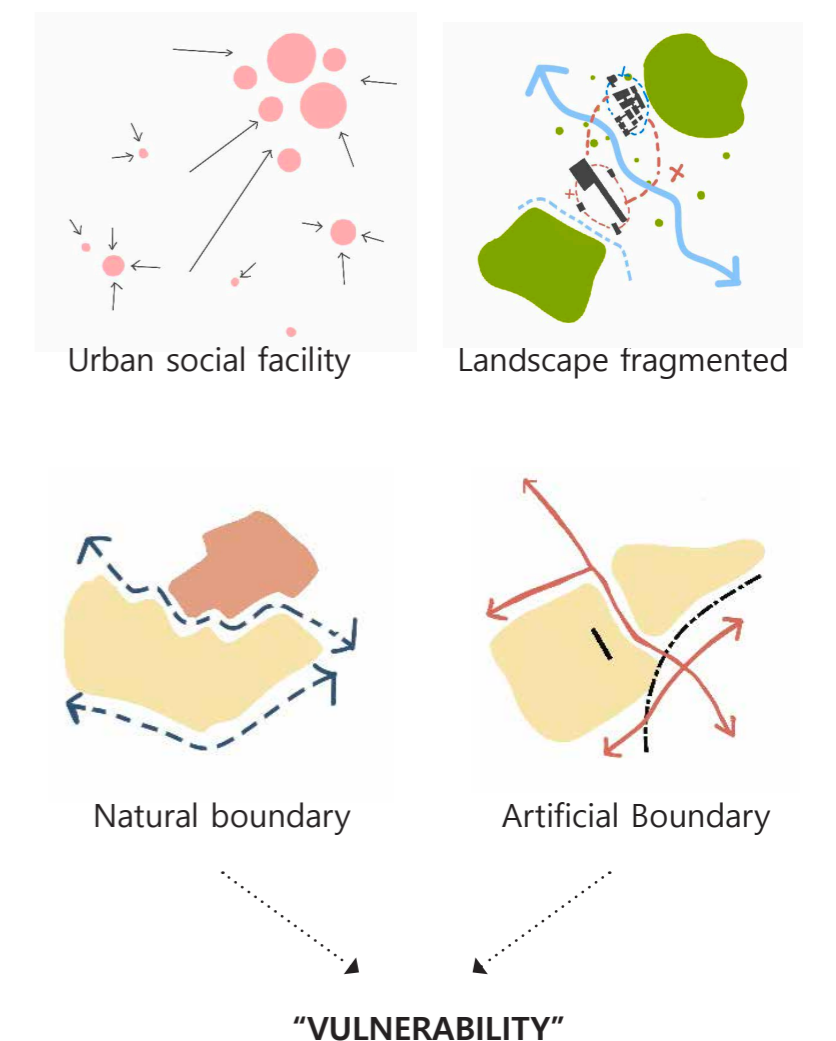 Urban social facility
Landscape fragmented
Natural boundary
Artificial Boundary
“VULNERABILITY”